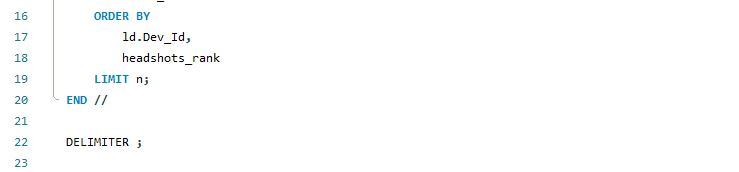 16 ORDER BY
17 ld.Dev_Id,
18 headshots_rank
19 LIMIT n;
20 END //
21
22 DELIMITER ;
23